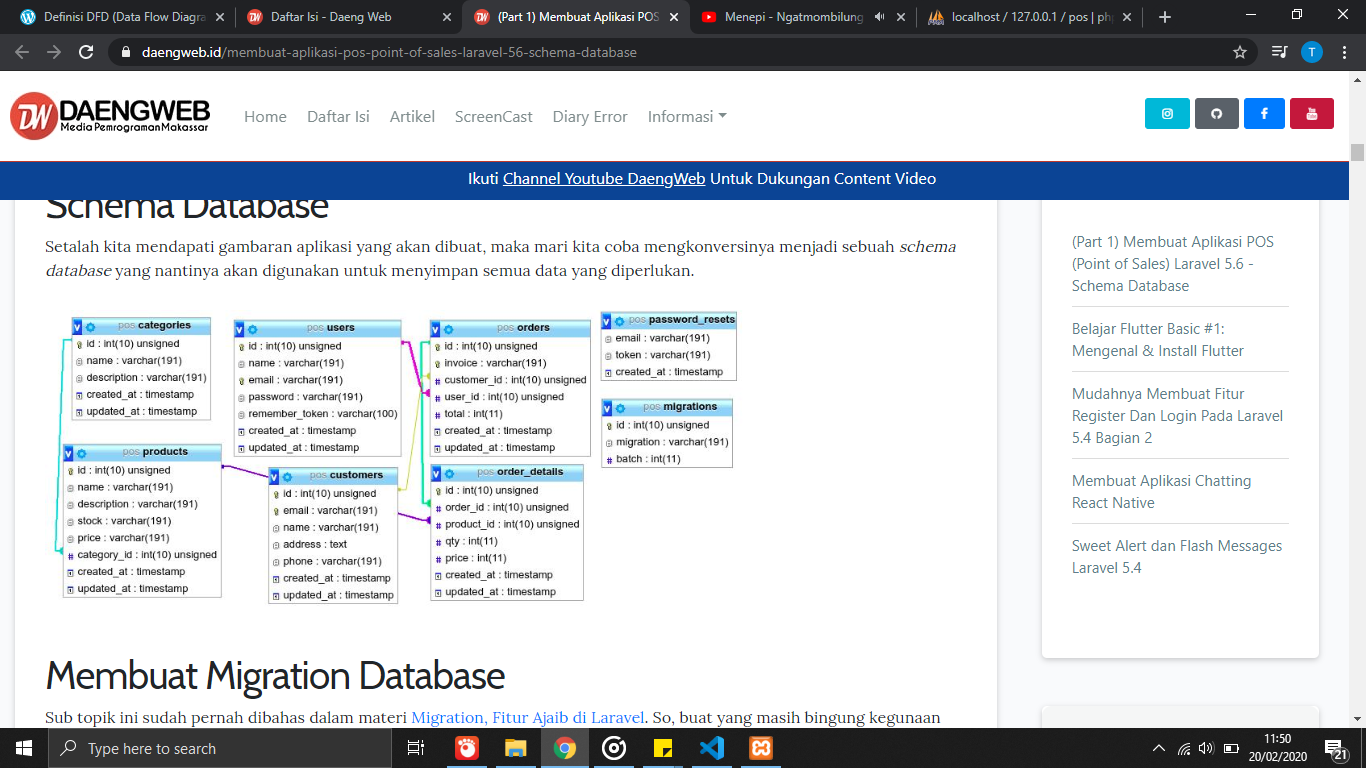 Definisi DFD (Data Flow Diagra
Daftar Isi - Daeng Web
(Part 1) Membuat Aplikasi POS
Menepi - Ngatmombilung
localhost / 127.0.0.1 / pos | ph
daengweb.id/membuat-aplikasi-pos-point-of-sales-laravel-56-schema-database
T
DW DAENGWEB
Media Pemrograman Makassar
Home Daftar Isi Artikel ScreenCast Diary Error Informasi
Ikuti Channel Youtube DaengWeb Untuk Dukungan Content Video
Schema Database
Setalah kita mendapati gambaran aplikasi yang akan dibuat, maka mari kita coba mengkonversinya menjadi sebuah schema
database yang nantinya akan digunakan untuk menyimpan semua data yang diperlukan.
pos categories
id : int(10) unsigned
name : varchar(191)
description : varchar(191)
created_at : timestamp
updated_at : timestamp
pos users
id : int(10) unsigned
name : varchar(191)
email : varchar(191)
password : varchar(191)
remember_token : varchar(100)
created_at : timestamp
updated_at : timestamp
pos orders
id : int(10) unsigned
invoice : varchar(191)
customer_id : int(10) unsigned
user_id : int(10) unsigned
total : int(11)
created_at : timestamp
updated_at : timestamp
pos password_resets
email : varchar(191)
token : varchar(191)
created_at : timestamp
pos migrations
id : int(10) unsigned
migration : varchar(191)
batch : int(11)
pos products
id : int(10) unsigned
name : varchar(191)
description : varchar(191)
stock : varchar(191)
price : varchar(191)
category_id : int(10) unsigned
created_at : timestamp
updated_at : timestamp
pos customers
id : int(10) unsigned
email : varchar(191)
name : varchar(191)
address : text
phone : varchar(191)
created_at : timestamp
updated_at : timestamp
pos order_details
id : int(10) unsigned
order_id : int(10) unsigned
product_id : int(10) unsigned
qty : int(11)
price : int(11)
created_at : timestamp
updated_at : timestamp
Membuat Migration Database
Sub topik ini sudah pernah dibahas dalam materi Migration, Fitur Ajaib di Laravel. So, buat yang masih bingung kegunaan
(Part 1) Membuat Aplikasi POS
(Point of Sales) Laravel 5.6 -
Schema Database
Belajar Flutter Basic #1:
Mengenal & Install Flutter
Mudahnya Membuat Fitur
Register Dan Login Pada Laravel
5.4 Bagian 2
Membuat Aplikasi Chatting
React Native
Sweet Alert dan Flash Messages
Laravel 5.4
Type here to search
11:50
20/02/2020
21